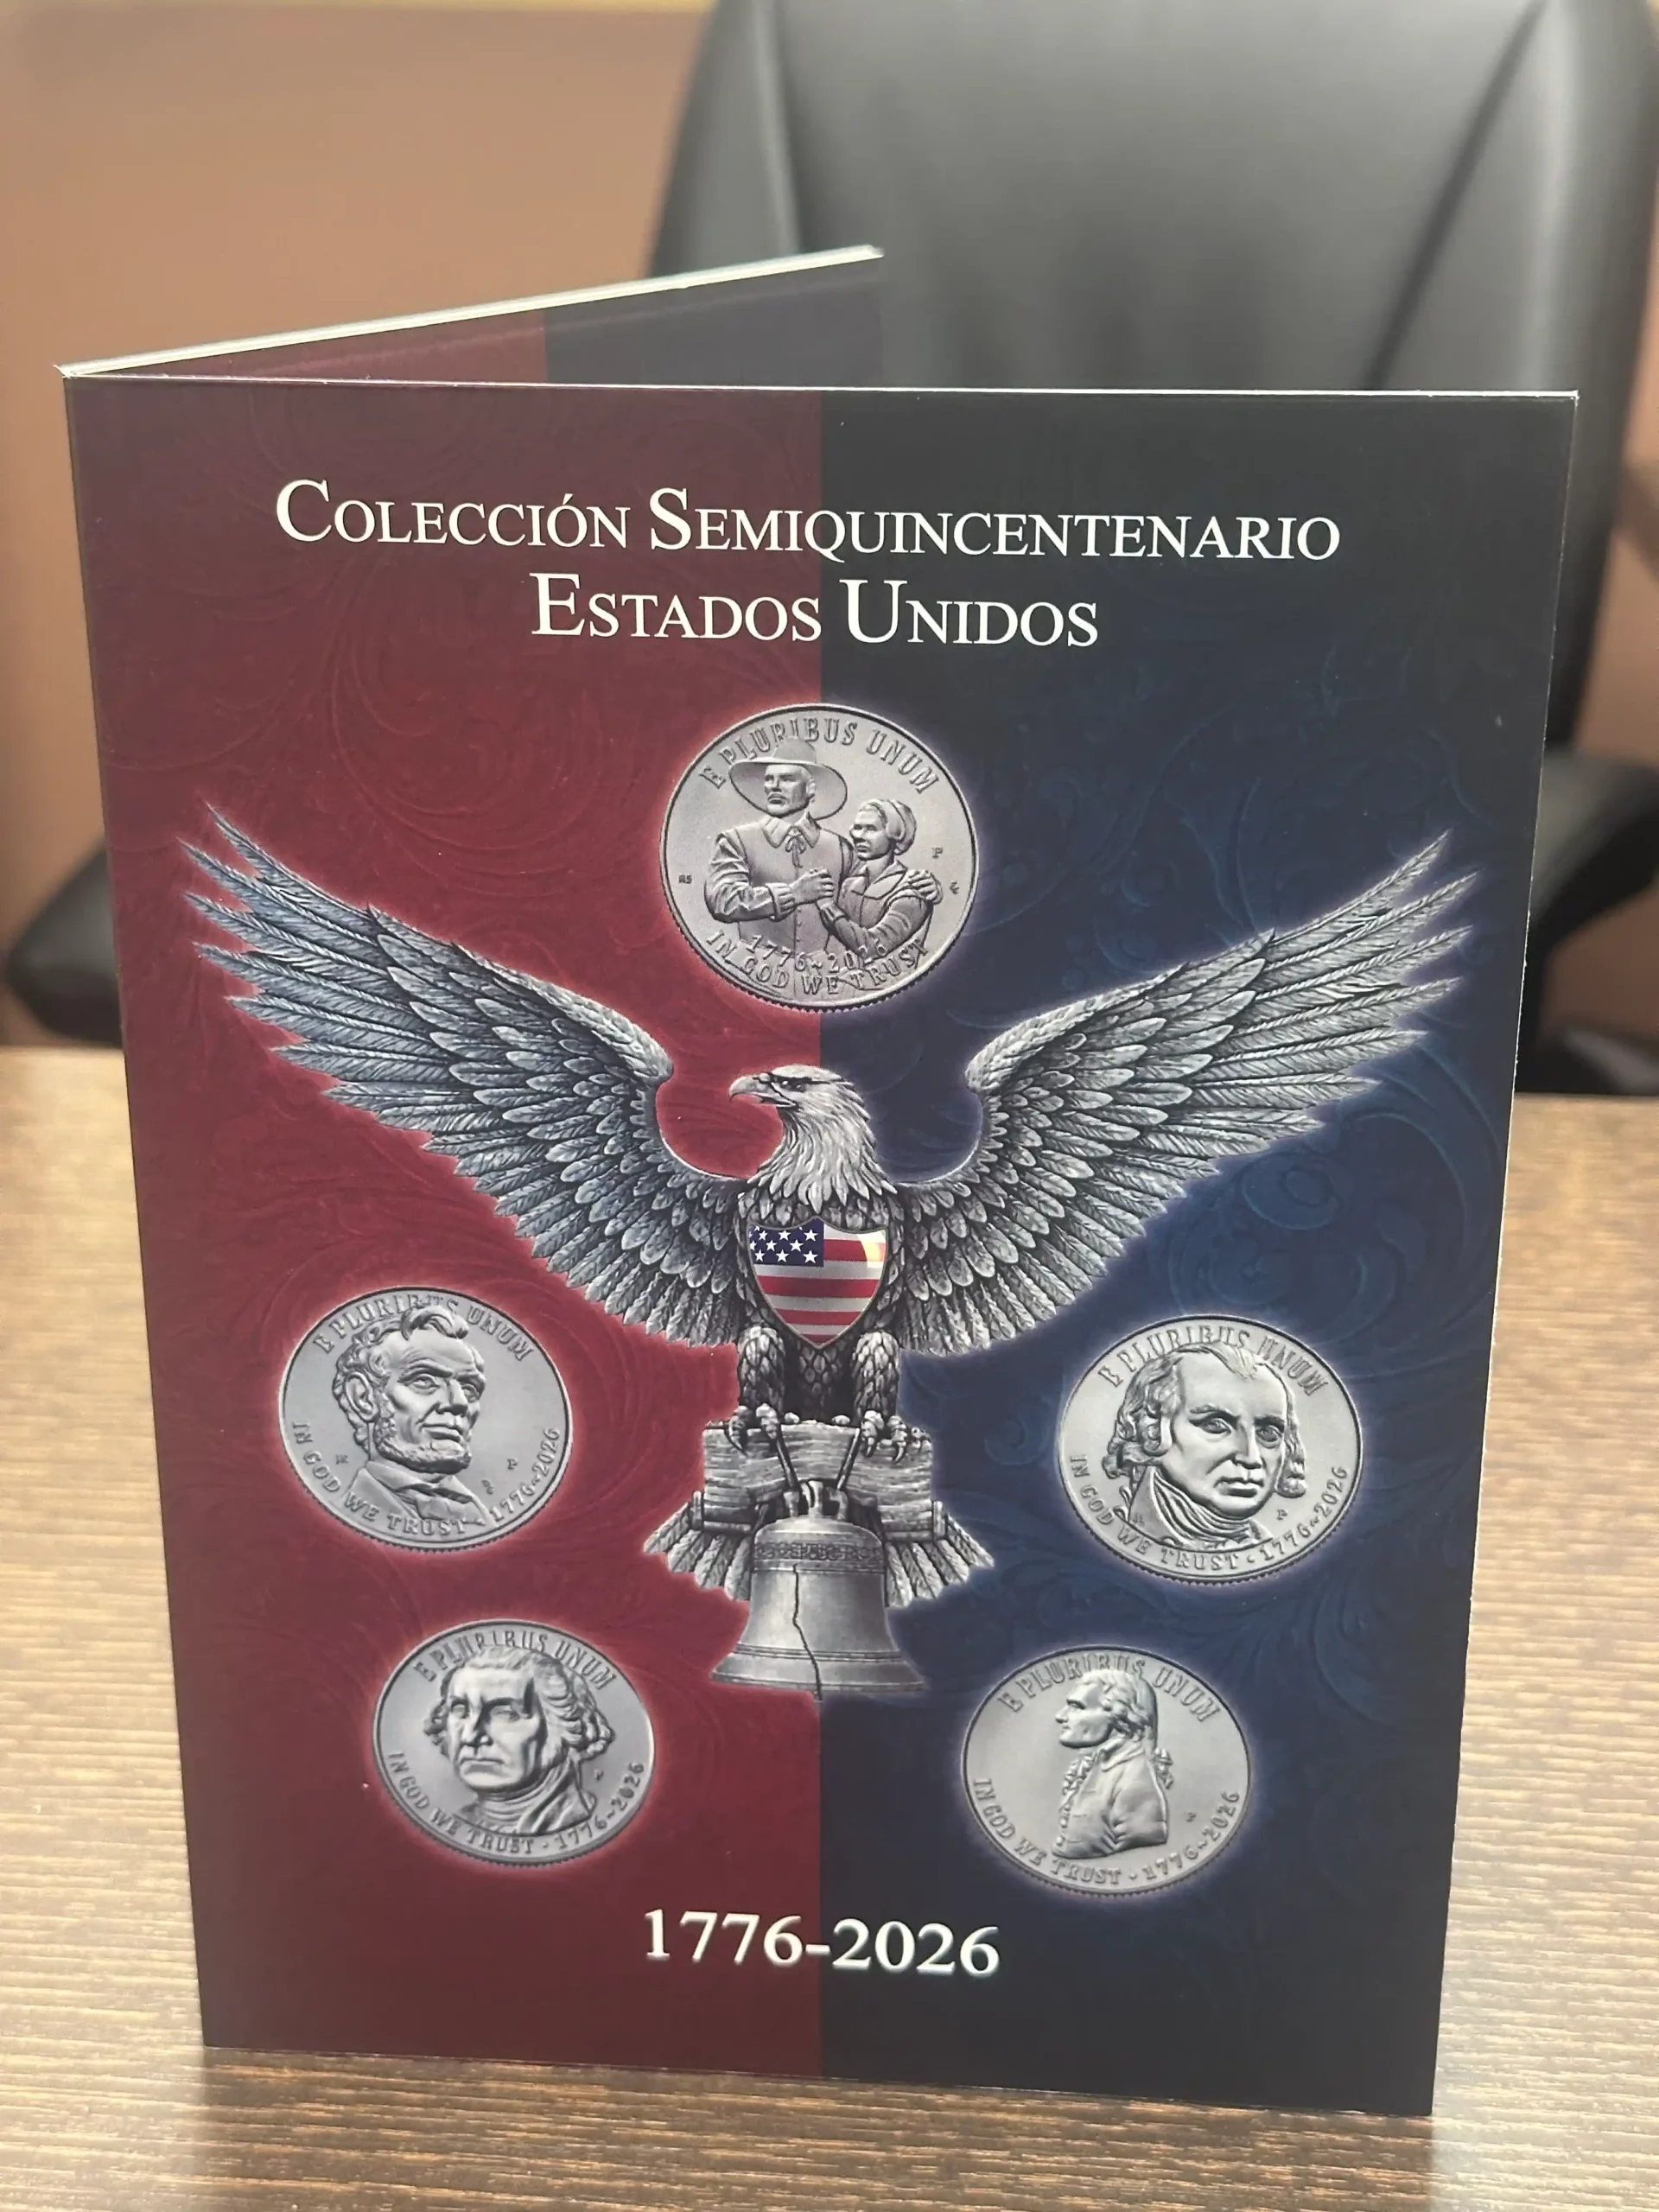 COLECCIÓN SEMIQUINCENTENARIO
ESTADOS UNIDOS
E PLURIBUS UNUM
P
1776~2026
IN GOD WE TRUST
E PLURIBUS UNUM
P
IN GOD WE TRUST • 1776~2026
E PLURIBUS UNUM
P
IN GOD WE TRUST • 1776~2026
E PLURIBUS UNUM
IN GOD WE TRUST • 1776~2026
E PLURIBUS UNUM
IN GOD WE TRUST • 1776~2026
1776-2026